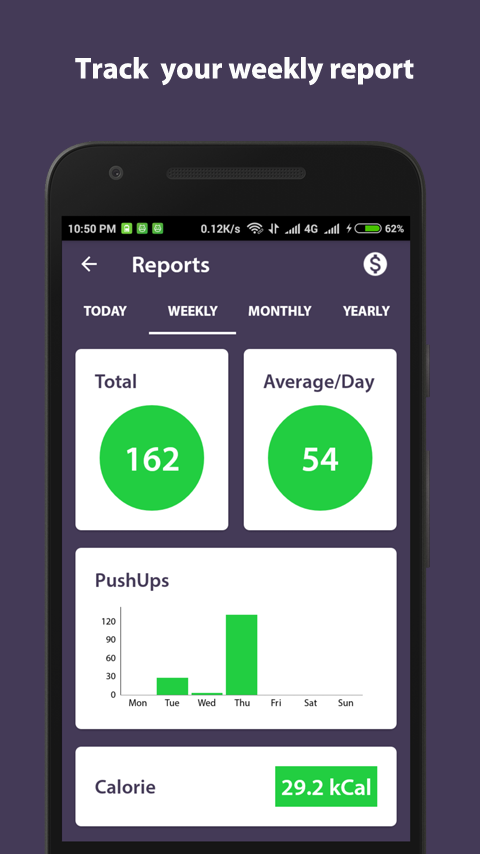 Track your weekly report
10:50 PM 0.12K/s 4G 62%
Reports
TODAY WEEKLY MONTHLY YEARLY
Total Average/Day
162 54
PushUps
120
90
60
30
0
Mon Tue Wed Thu Fri Sat Sun
Calorie 29.2 kCal